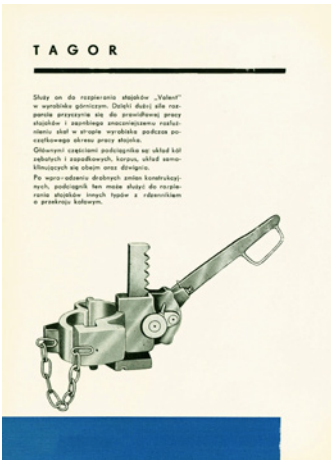 TAGOR
Służy on do rozpierania stojaków „Valent"
w wyrobisku górniczym. Dzięki dużej sile roz-
parcia przyczynia się do prawidłowej pracy
stojaków i zapobiega znaczniejszemu rozluź-
nieniu skał w stropie wyrobiska podczas po-
czątkowego okresu pracy stojaka.
Głównymi częściami podciągnika są: układ kół
zębatych i zapadkowych, korpus, układ samo-
klinujących się obejm oraz dźwignia.
Po wprowadzeniu drobnych zmian konstrukcyj-
nych, podciągnik ten może służyć do rozpie-
rania stojaków innych typów z rdzennikiem
o przekroju kołowym.